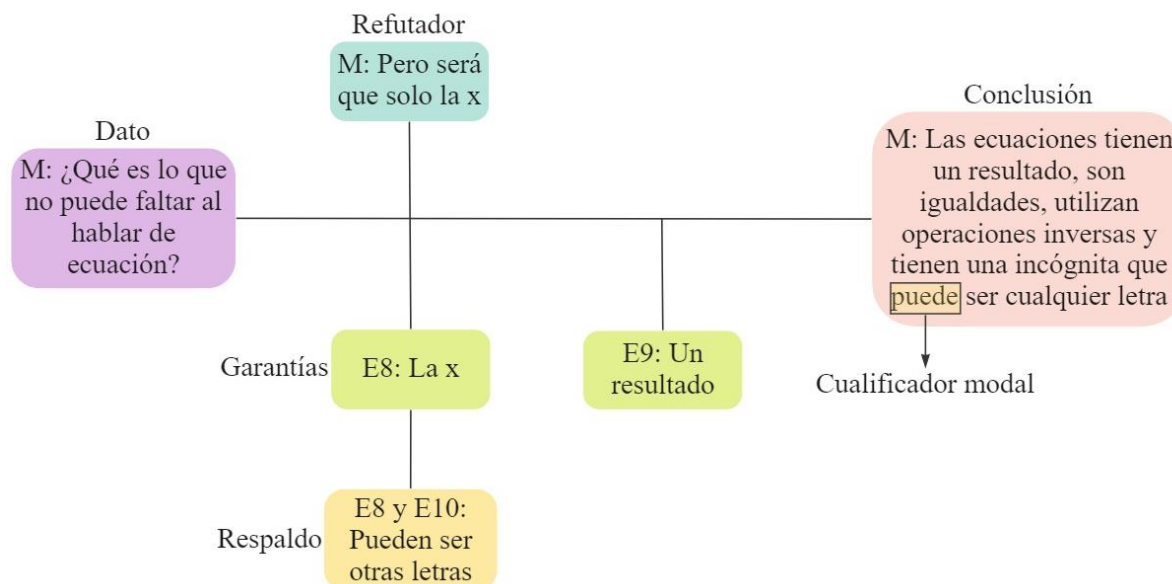 Refutador
M: Pero será
que solo la x
Dato
M: ¿Qué es lo que
no puede faltar al
hablar de
ecuación?
Conclusión
M: Las ecuaciones tienen
un resultado, son
igualdades, utilizan
operaciones inversas y
tienen una incógnita que
puede ser cualquier letra
Garantías
E8: La x
E9: Un
resultado
Cualificador modal
Respaldo
E8 y E10:
Pueden ser
otras letras